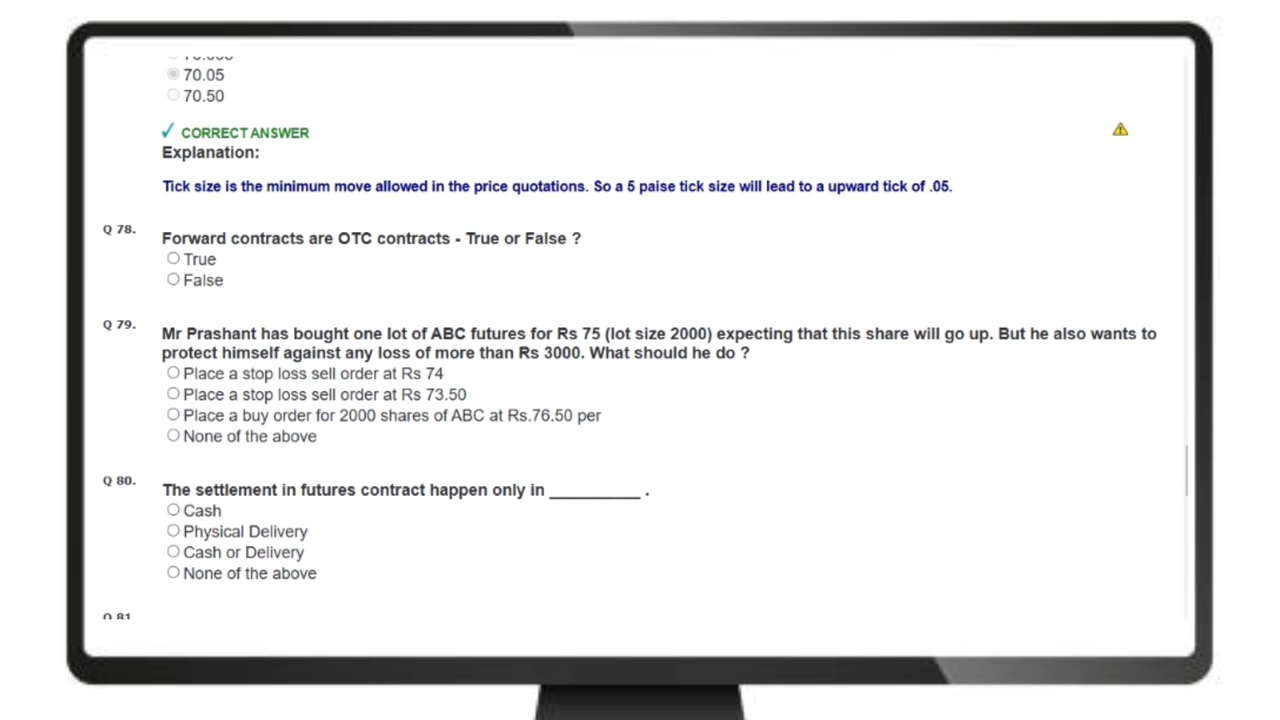 70.05
70.50
✓ CORRECT ANSWER
Explanation:
Tick size is the minimum move allowed in the price quotations. So a 5 paise tick size will lead to a upward tick of .05.
Q 78.
Forward contracts are OTC contracts - True or False ?
True
False
Q 79.
Mr Prashant has bought one lot of ABC futures for Rs 75 (lot size 2000) expecting that this share will go up. But he also wants to
protect himself against any loss of more than Rs 3000. What should he do ?
Place a stop loss sell order at Rs 74
Place a stop loss sell order at Rs 73.50
Place a buy order for 2000 shares of ABC at Rs.76.50 per
None of the above
Q 80.
The settlement in futures contract happen only in __________ .
Cash
Physical Delivery
Cash or Delivery
None of the above
Q 81